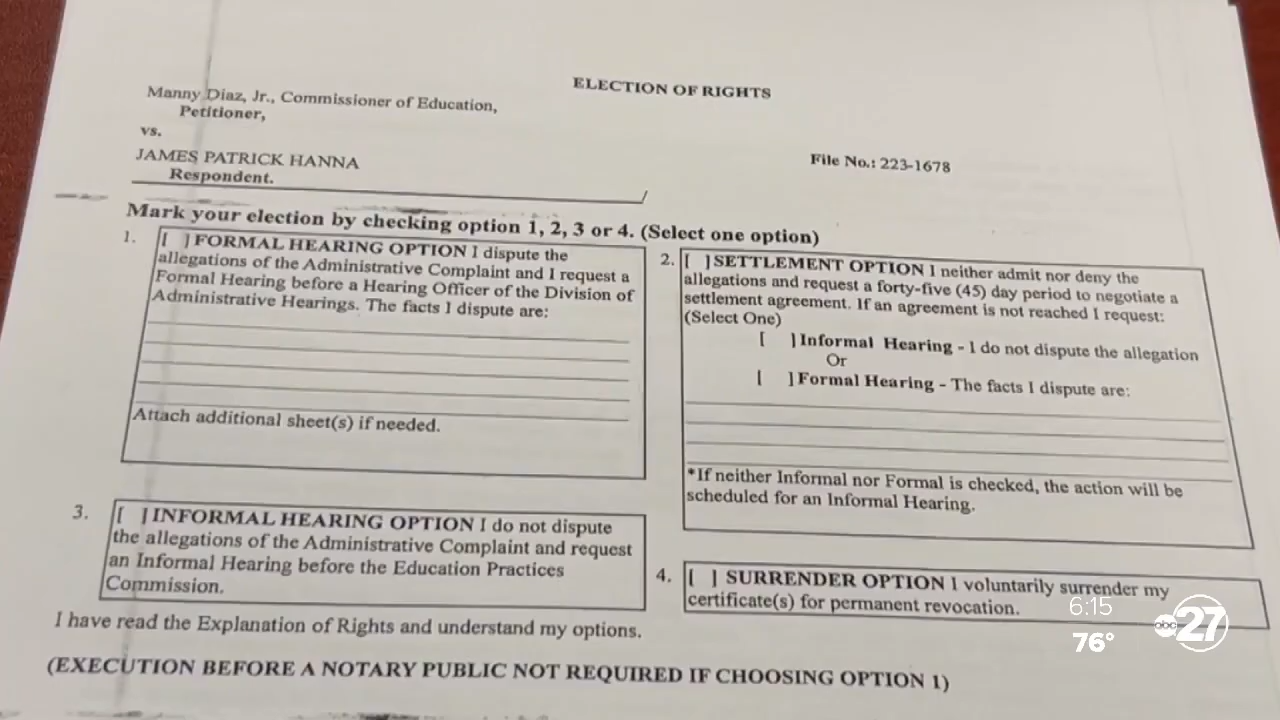 ELECTION OF RIGHTS
Manny Diaz, Jr., Commissioner of Education,
Petitioner,
vs.
JAMES PATRICK HANNA
Respondent.
/
File No.: 223-1678
Mark your election by checking option 1, 2, 3 or 4. (Select one option)
1.
[ ] FORMAL HEARING OPTION I dispute the
allegations of the Administrative Complaint and I request a
Formal Hearing before a Hearing Officer of the Division of
Administrative Hearings. The facts I dispute are:
Attach additional sheet(s) if needed.
2.
[ ]SETTLEMENT OPTION I neither admit nor deny the
allegations and request a forty-five (45) day period to negotiate a
settlement agreement. If an agreement is not reached I request:
(Select One)
[ ]Informal Hearing - I do not dispute the allegation
Or
[ ]Formal Hearing - The facts I dispute are:
*If neither Informal nor Formal is checked, the action will be
scheduled for an Informal Hearing.
3.
[ ] INFORMAL HEARING OPTION I do not dispute
the allegations of the Administrative Complaint and request
an Informal Hearing before the Education Practices
Commission.
4.
[ ] SURRENDER OPTION I voluntarily surrender my
certificate(s) for permanent revocation.
I have read the Explanation of Rights and understand my options.
(EXECUTION BEFORE A NOTARY PUBLIC NOT REQUIRED IF CHOOSING OPTION 1)
6:15
76°
abc 27